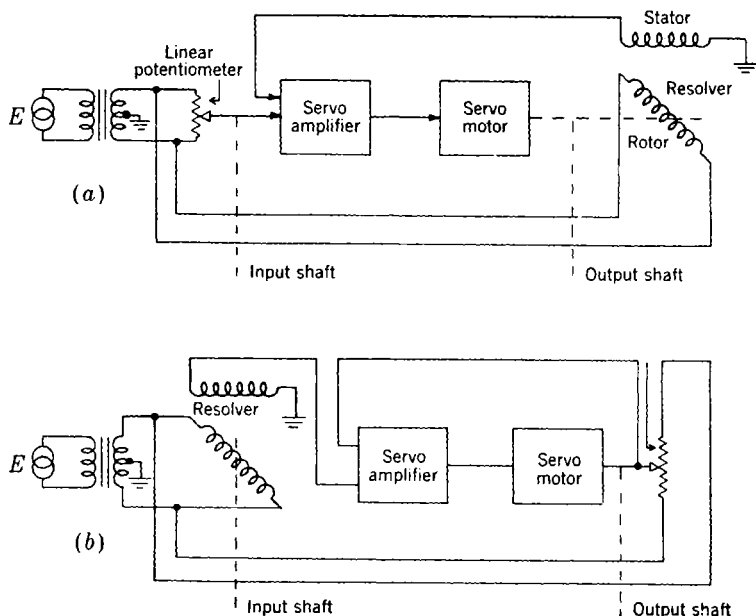 Stator
Linear
potentiometer
E
Servo
amplifier
Servo
motor
Resolver
Rotor
(a)
Input shaft
Output shaft
Resolver
E
Servo
amplifier
Servo
motor
(b)
Input shaft
Output shaft